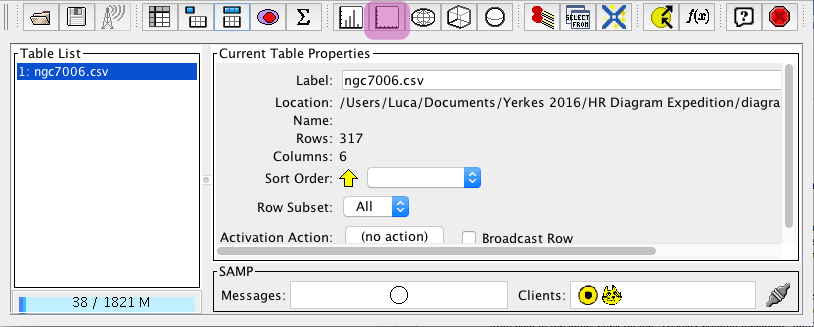 Σ
SELECT
FROM
f(x)
?
Table List
1: ngc7006.csv
38 / 1821 M
Current Table Properties
Label: ngc7006.csv
Location: /Users/Luca/Documents/Yerkes 2016/HR Diagram Expedition/diagra
Name:
Rows: 317
Columns: 6
Sort Order:
Row Subset: All
Activation Action: (no action) Broadcast Row
SAMP
Messages: Clients: